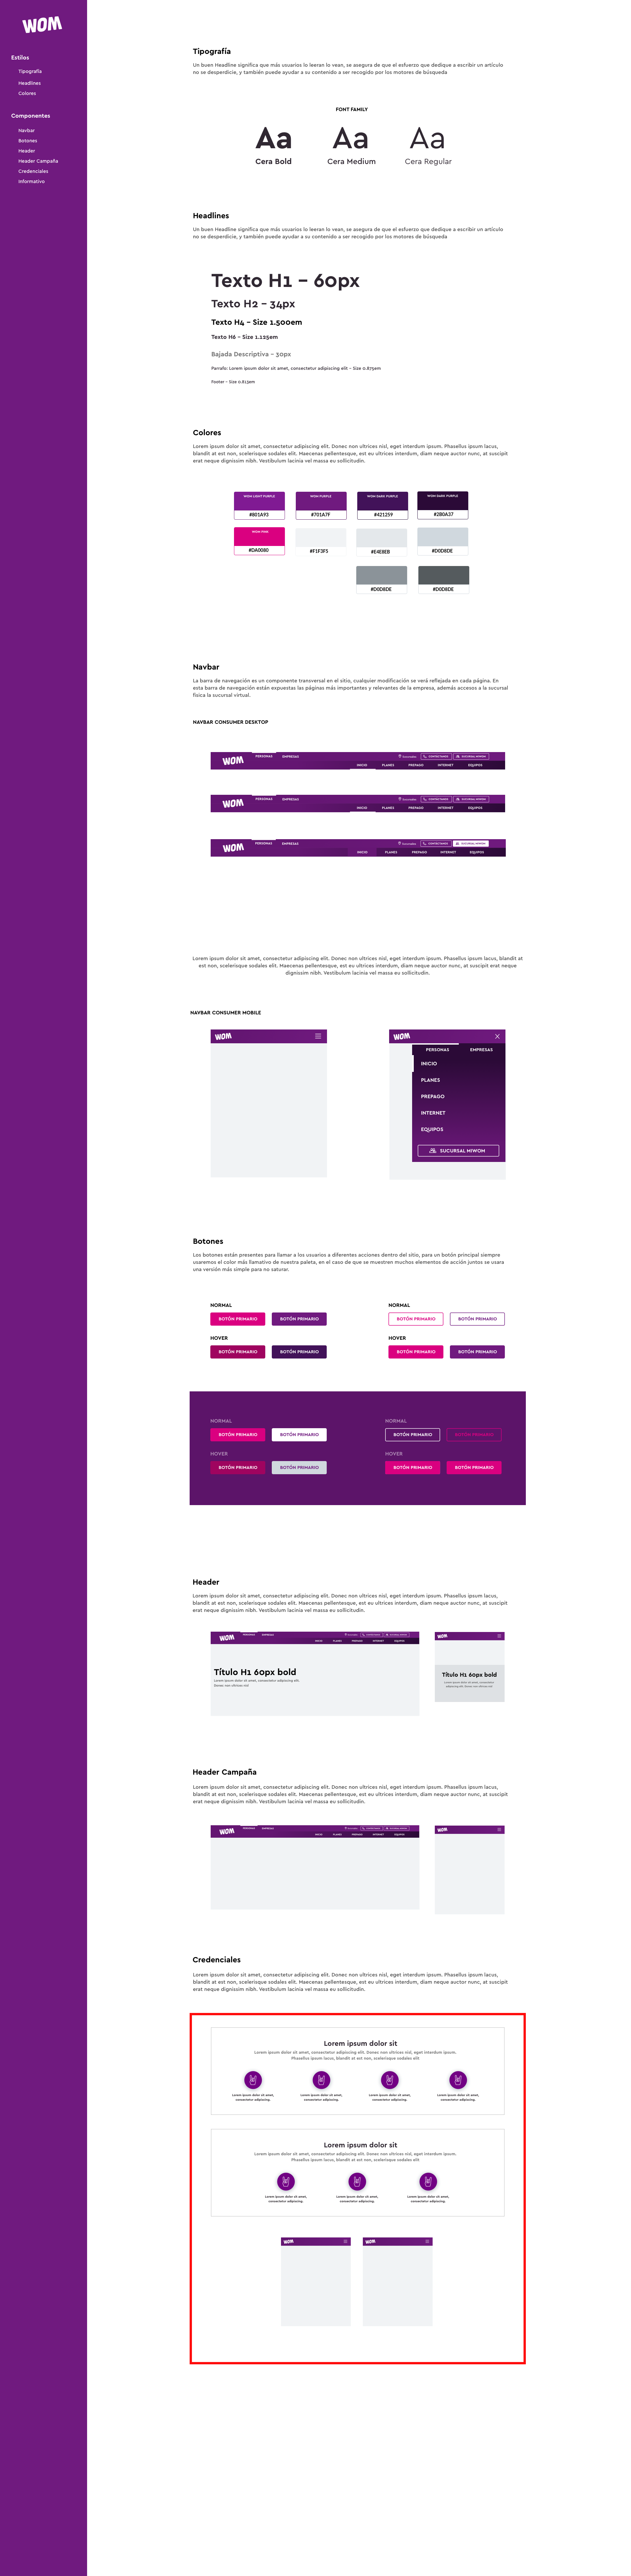 WOM
Estilos
Tipografía
Headlines
Colores
Componentes
Navbar
Botones
Header
Header Campaña
Credenciales
Informativo
Tipografía
Un buen Headline significa que más usuarios lo leeran lo vean, se asegura de que el esfuerzo que dedique a escribir un artículo
no se desperdicie, y también puede ayudar a su contenido a ser recogido por los motores de búsqueda
FONT FAMILY
Aa Aa Aa
Cera Bold Cera Medium Cera Regular
Headlines
Un buen Headline significa que más usuarios lo leeran lo vean, se asegura de que el esfuerzo que dedique a escribir un artículo
no se desperdicie, y también puede ayudar a su contenido a ser recogido por los motores de búsqueda
Texto H1 - 60px
Texto H2 - 34px
Texto H4 - Size 1.500em
Texto H6 - Size 1.125em
Bajada Descriptiva - 30px
Parrafo: Lorem ipsum dolor sit amet, consectetur adipiscing elit - Size 0.875em
Footer - Size 0.813em
Colores
Lorem ipsum dolor sit amet, consectetur adipiscing elit. Donec non ultrices nisl, eget interdum ipsum. Phasellus ipsum lacus,
blandit at est non, scelerisque sodales elit. Maecenas pellentesque, est eu ultrices interdum, diam neque auctor nunc, at suscipit
erat neque dignissim nibh. Vestibulum lacinia vel massa eu sollicitudin.
WOM LIGHT PURPLE WOM PURPLE WOM DARK PURPLE WOM DARK PURPLE
#801A93 #701A7F #421259 #2B0A37
WOM PINK
#DA0080 #F1F3F5 #E4E8EB #D0D8DE
#D0D8DE #D0D8DE
Navbar
La barra de navegación es un componente transversal en el sitio, cualquier modificación se verá reflejada en cada página. En
esta barra de navegación están expuestas las páginas más importantes y relevantes de la empresa, además accesos a la sucursal
física la sucursal virtual.
NAVBAR CONSUMER DESKTOP
WOM PERSONAS EMPRESAS Sucursales CONTÁCTANOS SUCURSAL MIWOM
INICIO PLANES PREPAGO INTERNET EQUIPOS
WOM PERSONAS EMPRESAS Sucursales CONTÁCTANOS SUCURSAL MIWOM
INICIO PLANES PREPAGO INTERNET EQUIPOS
WOM PERSONAS EMPRESAS Sucursales CONTÁCTANOS SUCURSAL MIWOM
INICIO PLANES PREPAGO INTERNET EQUIPOS
Lorem ipsum dolor sit amet, consectetur adipiscing elit. Donec non ultrices nisl, eget interdum ipsum. Phasellus ipsum lacus, blandit at
est non, scelerisque sodales elit. Maecenas pellentesque, est eu ultrices interdum, diam neque auctor nunc, at suscipit erat neque
dignissim nibh. Vestibulum lacinia vel massa eu sollicitudin.
NAVBAR CONSUMER MOBILE
WOM
WOM
PERSONAS EMPRESAS
INICIO
PLANES
PREPAGO
INTERNET
EQUIPOS
SUCURSAL MIWOM
Botones
Los botones están presentes para llamar a los usuarios a diferentes acciones dentro del sitio, para un botón principal siempre
usaremos el color más llamativo de nuestra paleta, en el caso de que se muestren muchos elementos de acción juntos se usara
una versión más simple para no saturar.
NORMAL NORMAL
BOTÓN PRIMARIO BOTÓN PRIMARIO BOTÓN PRIMARIO BOTÓN PRIMARIO
HOVER HOVER
BOTÓN PRIMARIO BOTÓN PRIMARIO BOTÓN PRIMARIO BOTÓN PRIMARIO
NORMAL NORMAL
BOTÓN PRIMARIO BOTÓN PRIMARIO BOTÓN PRIMARIO BOTÓN PRIMARIO
HOVER HOVER
BOTÓN PRIMARIO BOTÓN PRIMARIO BOTÓN PRIMARIO BOTÓN PRIMARIO
Header
Lorem ipsum dolor sit amet, consectetur adipiscing elit. Donec non ultrices nisl, eget interdum ipsum. Phasellus ipsum lacus,
blandit at est non, scelerisque sodales elit. Maecenas pellentesque, est eu ultrices interdum, diam neque auctor nunc, at suscipit
erat neque dignissim nibh. Vestibulum lacinia vel massa eu sollicitudin.
WOM PERSONAS EMPRESAS Sucursales CONTÁCTANOS SUCURSAL MIWOM
INICIO PLANES PREPAGO INTERNET EQUIPOS
Título H1 60px bold
Lorem ipsum dolor sit amet, consectetur adipiscing elit.
Donec non ultrices nisl
WOM
Título H1 60px bold
Lorem ipsum dolor sit amet, consectetur
adipiscing elit. Donec non ultrices nisl
Header Campaña
Lorem ipsum dolor sit amet, consectetur adipiscing elit. Donec non ultrices nisl, eget interdum ipsum. Phasellus ipsum lacus,
blandit at est non, scelerisque sodales elit. Maecenas pellentesque, est eu ultrices interdum, diam neque auctor nunc, at suscipit
erat neque dignissim nibh. Vestibulum lacinia vel massa eu sollicitudin.
WOM PERSONAS EMPRESAS Sucursales CONTÁCTANOS SUCURSAL MIWOM
INICIO PLANES PREPAGO INTERNET EQUIPOS
WOM
Credenciales
Lorem ipsum dolor sit amet, consectetur adipiscing elit. Donec non ultrices nisl, eget interdum ipsum. Phasellus ipsum lacus,
blandit at est non, scelerisque sodales elit. Maecenas pellentesque, est eu ultrices interdum, diam neque auctor nunc, at suscipit
erat neque dignissim nibh. Vestibulum lacinia vel massa eu sollicitudin.
Lorem ipsum dolor sit
Lorem ipsum dolor sit amet, consectetur adipiscing elit. Donec non ultrices nisl, eget interdum ipsum.
Phasellus ipsum lacus, blandit at est non, scelerisque sodales elit
Lorem ipsum dolor sit amet, Lorem ipsum dolor sit amet, Lorem ipsum dolor sit amet, Lorem ipsum dolor sit amet,
consectetur adipiscing. consectetur adipiscing. consectetur adipiscing. consectetur adipiscing.
Lorem ipsum dolor sit
Lorem ipsum dolor sit amet, consectetur adipiscing elit. Donec non ultrices nisl, eget interdum ipsum.
Phasellus ipsum lacus, blandit at est non, scelerisque sodales elit
Lorem ipsum dolor sit amet, Lorem ipsum dolor sit amet, Lorem ipsum dolor sit amet,
consectetur adipiscing. consectetur adipiscing. consectetur adipiscing.
WOM WOM